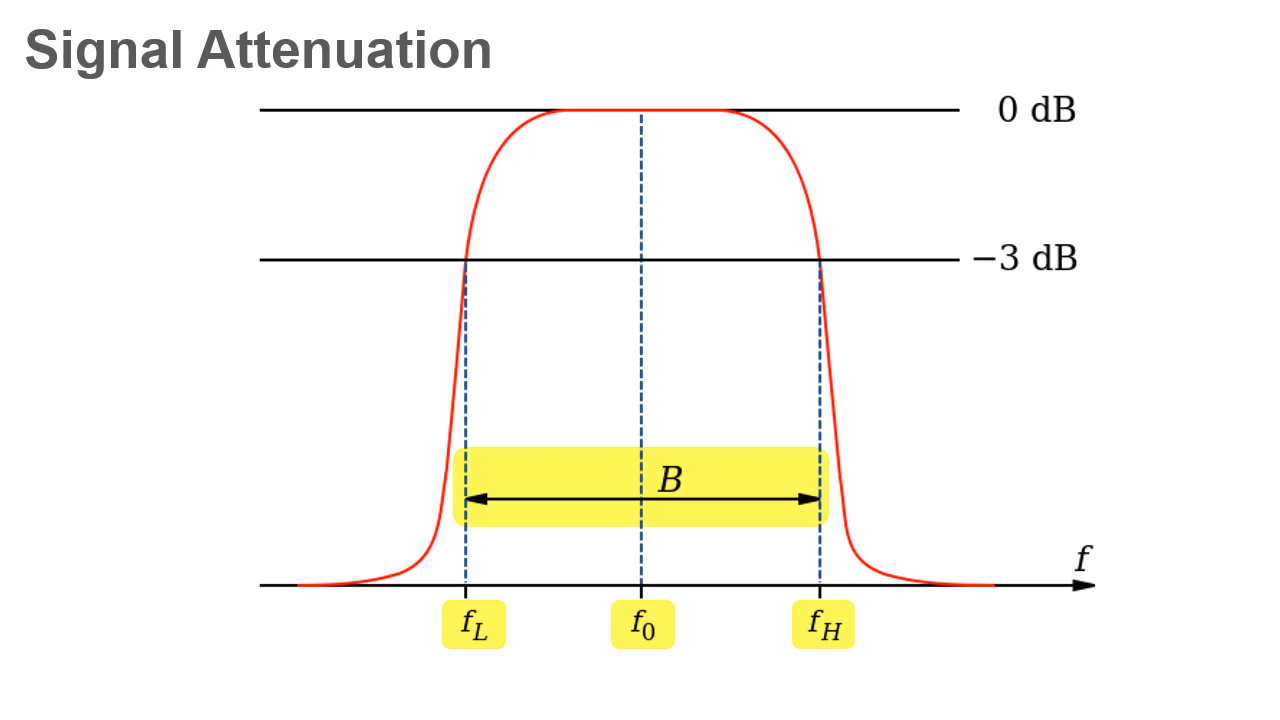 Signal Attenuation
0 dB
−3 dB
B
f
f_L
f_0
f_H